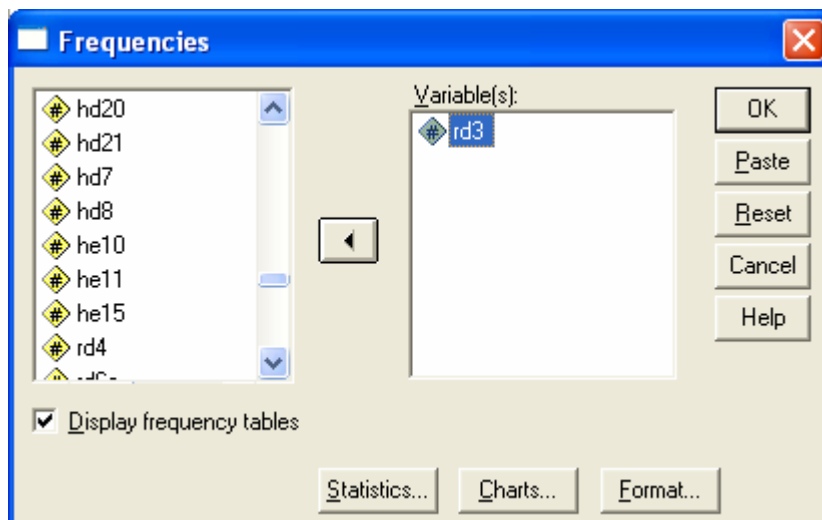 Frequencies
hd20
hd21
hd7
hd8
he10
he11
he15
rd4
Variable(s):
rd3
OK
Paste
Reset
Cancel
Help
Display frequency tables
Statistics...
Charts...
Format...